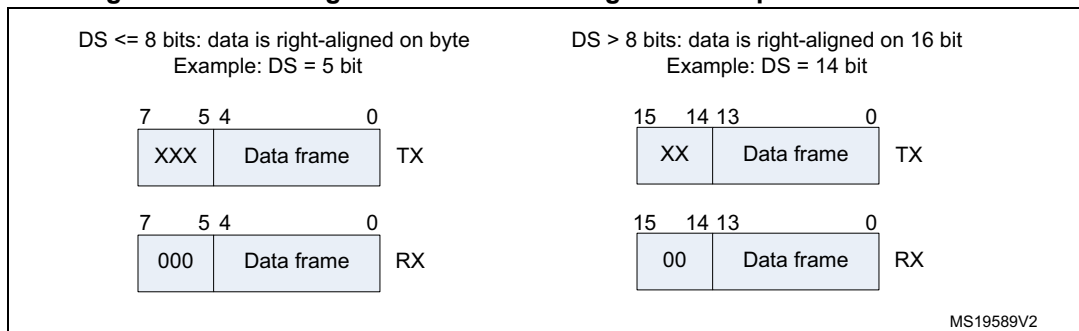 DS <= 8 bits: data is right-aligned on byte
Example: DS = 5 bit
DS > 8 bits: data is right-aligned on 16 bit
Example: DS = 14 bit
7 5 4 0
XXX Data frame TX
15 14 13 0
XX Data frame TX
7 5 4 0
000 Data frame RX
15 14 13 0
00 Data frame RX
MS19589V2